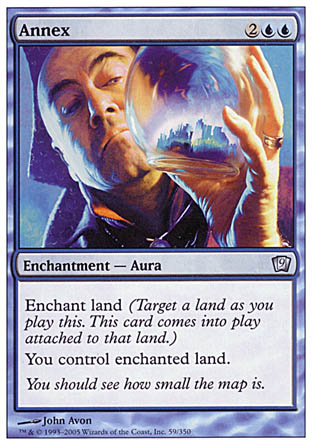 Annex 2
Enchantment — Aura 9
Enchant land (Target a land as you
play this. This card comes into play
attached to that land.)
You control enchanted land.
You should see how small the map is.
John Avon
™ & © 1993–2005 Wizards of the Coast, Inc. 59/350